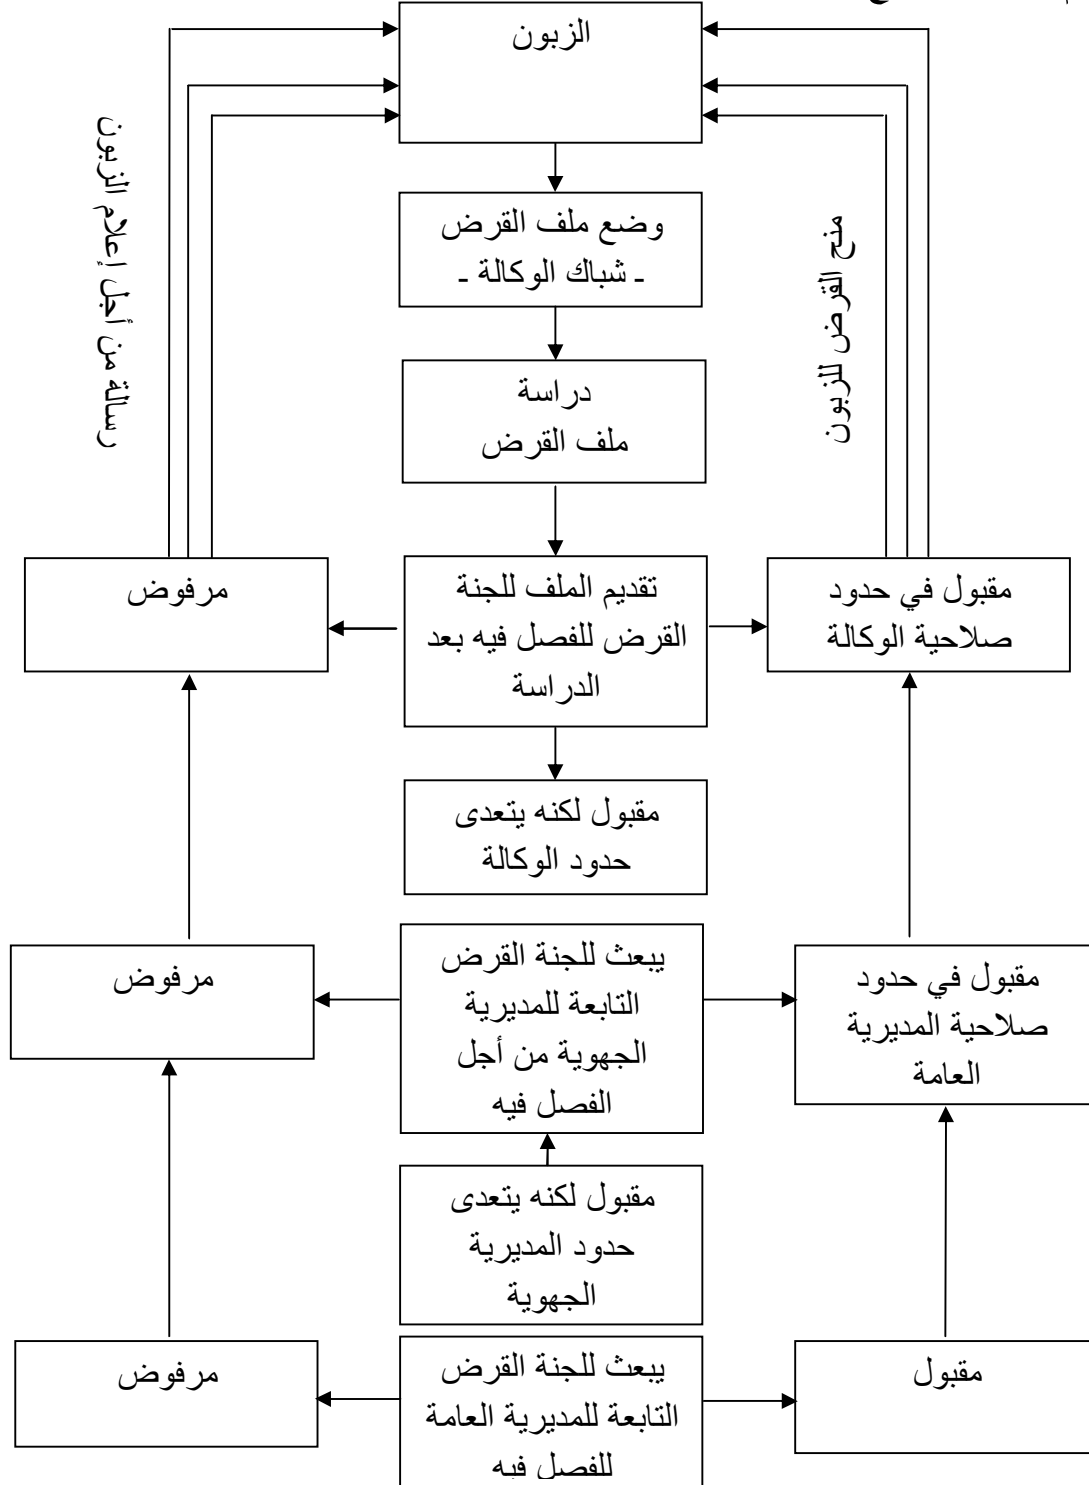 الزبون
رسالة من أجل إعلام الزبون
منح القرض للزبون
وضع ملف القرض
ـ شباك الوكالة ـ
دراسة
ملف القرض
مقبول في حدود
صلاحية الوكالة
تقديم الملف للجنة
القرض للفصل فيه بعد
الدراسة
مرفوض
مقبول لكنه يتعدى
حدود الوكالة
مقبول في حدود
صلاحية المديرية
العامة
يبعث للجنة القرض
التابعة للمديرية
الجهوية من أجل
الفصل فيه
مرفوض
مقبول لكنه يتعدى
حدود المديرية
الجهوية
مقبول
يبعث للجنة القرض
التابعة للمديرية العامة
للفصل فيه
مرفوض